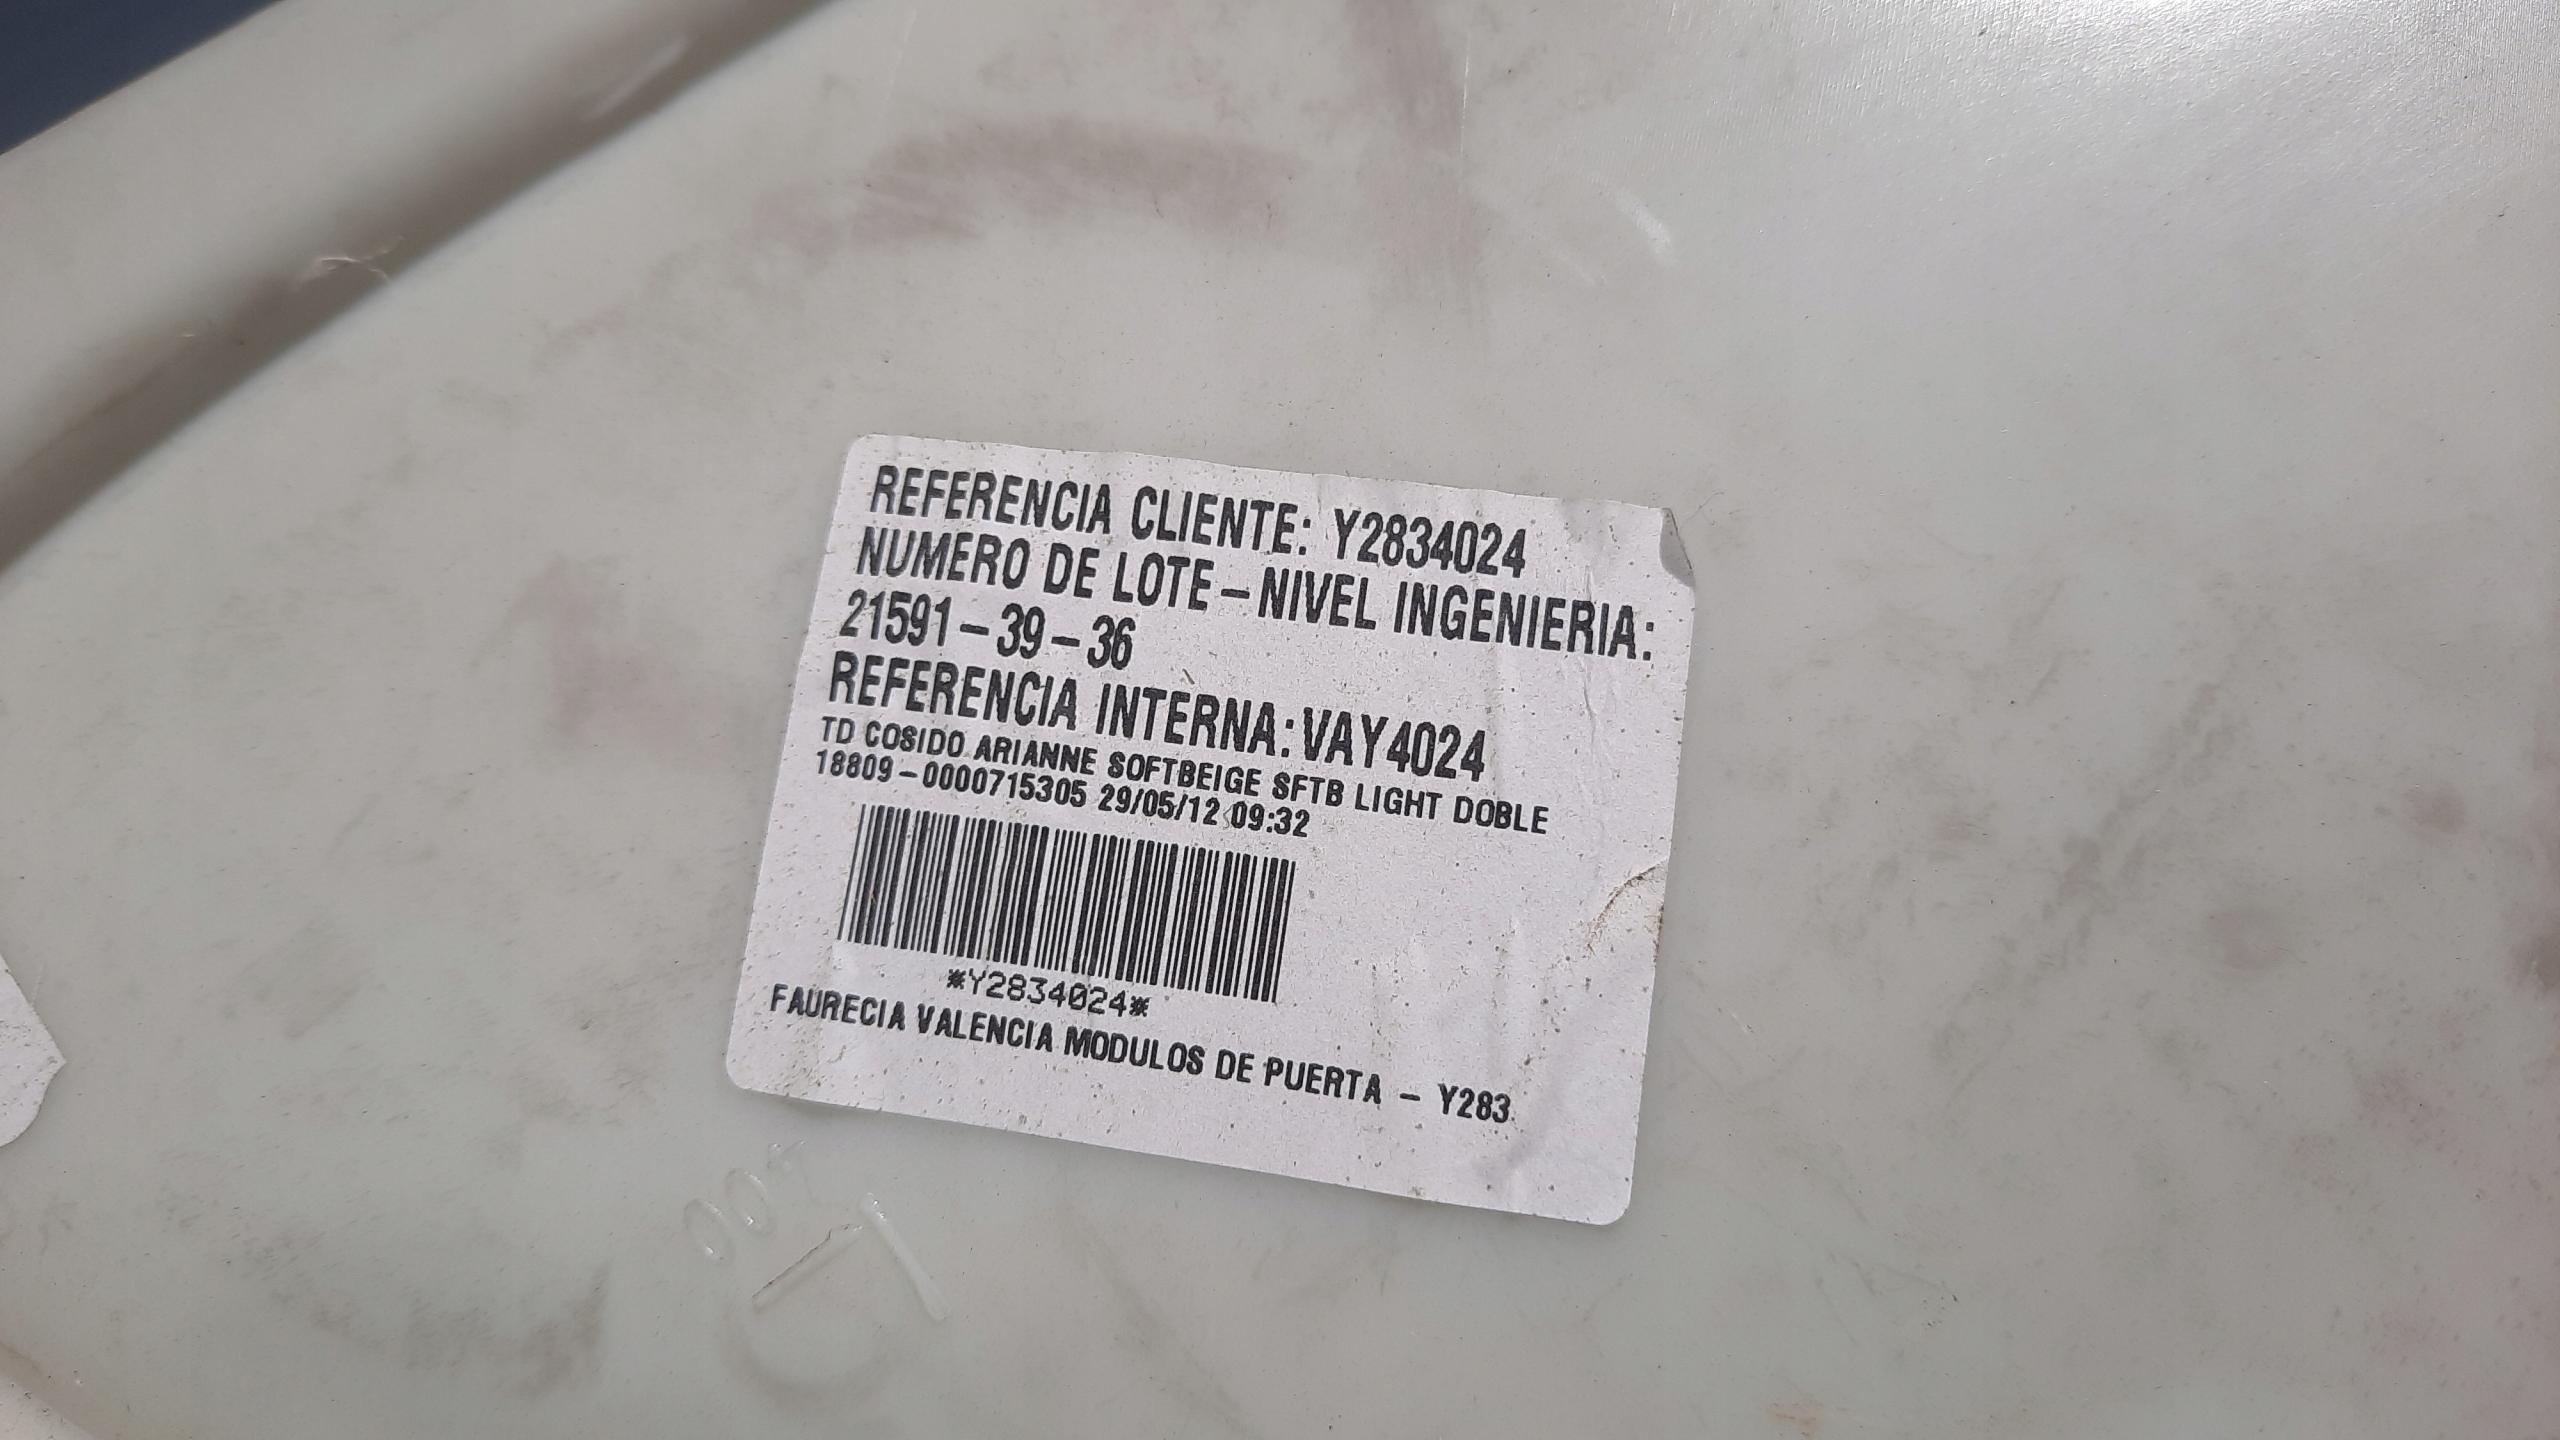 REFERENCIA CLIENTE: Y2834024
NUMERO DE LOTE – NIVEL INGENIERIA:
21591 – 39 – 36
REFERENCIA INTERNA: VAY4024
TD COSIDO ARIANNE SOFTBEIGE SFTB LIGHT DOBLE
18809 – 0000715305 29/05/12 09:32
*Y2834024*
FAURECIA VALENCIA MODULOS DE PUERTA – Y283